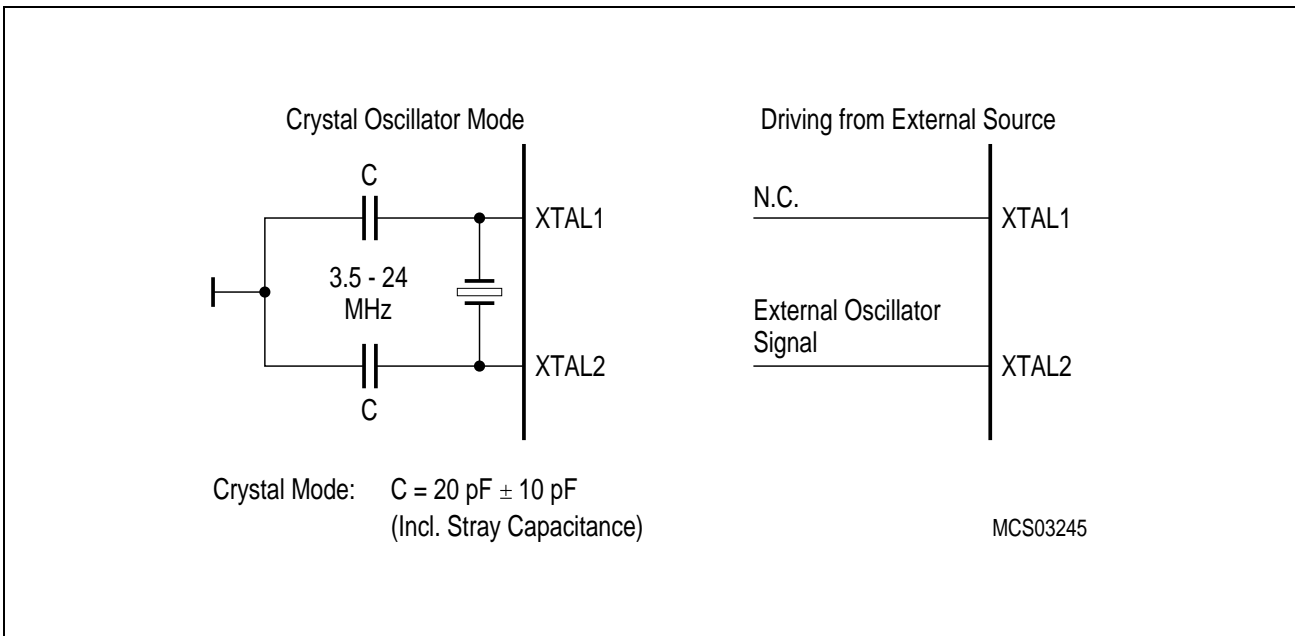 Crystal Oscillator Mode
C
XTAL1
3.5 - 24
MHz
XTAL2
C
Crystal Mode: C = 20 pF ± 10 pF
(Incl. Stray Capacitance)
Driving from External Source
N.C.
XTAL1
External Oscillator
Signal
XTAL2
MCS03245